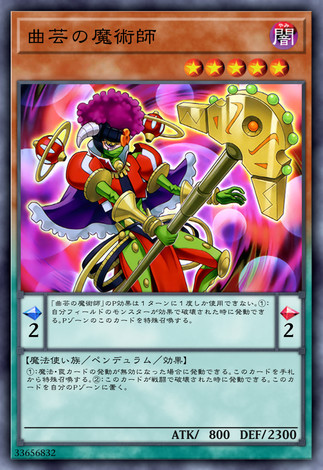 曲芸の魔術師
やみ
闇
『曲芸の魔術師』のP効果は1ターンに1度しか使用できない。①：
自分フィールドのモンスターが効果で破壊された時に発動でき
る。Pゾーンのこのカードを特殊召喚する。
2
2
【魔法使い族／ペンデュラム／効果】
①：魔法・罠カードの発動が無効になった場合に発動できる。このカードを手札
から特殊召喚する。②：このカードが戦闘で破壊された時に発動できる。このカー
ドを自分のPゾーンに置く。
ATK/ 800 DEF/2300
33656832